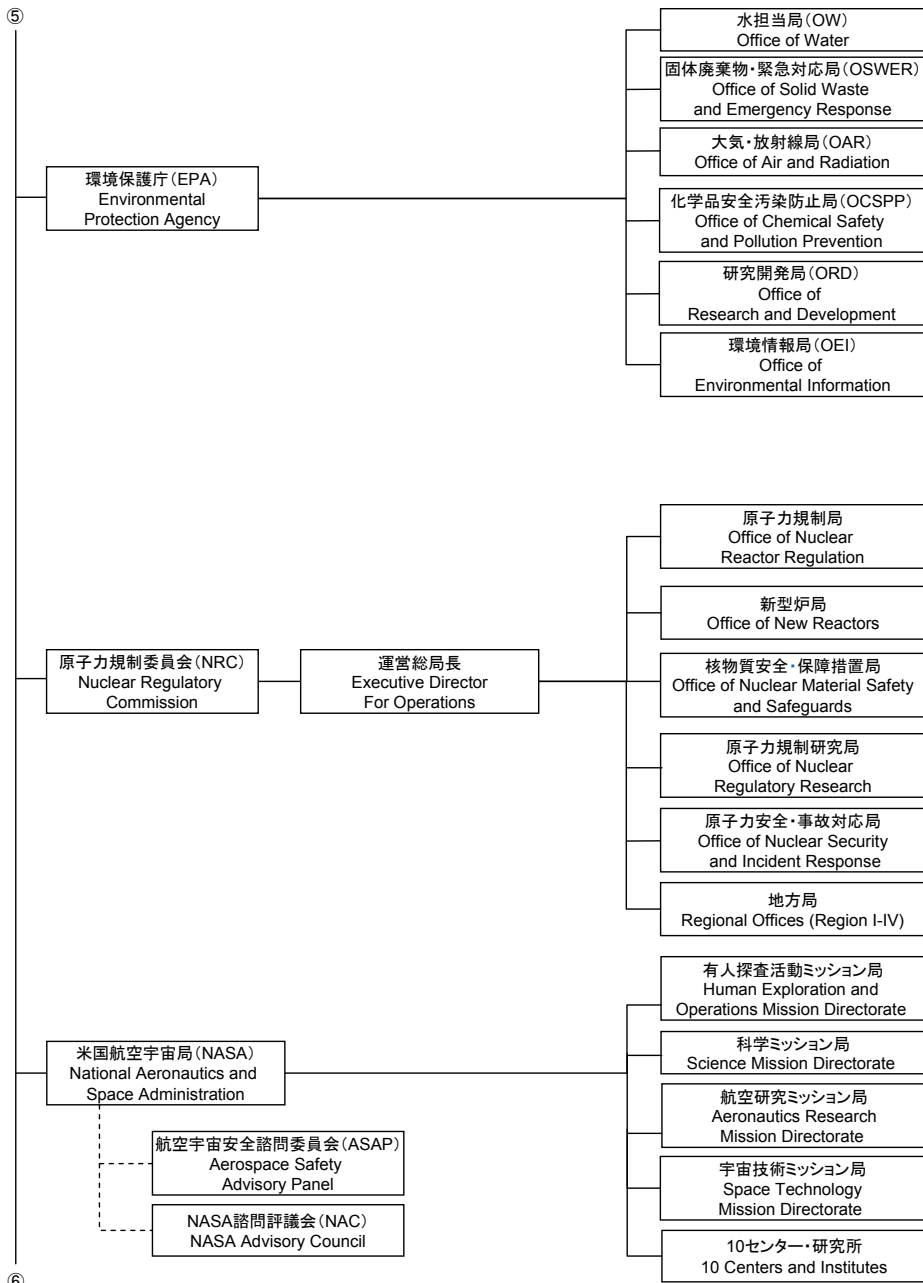 ⑤
水担当局(OW)
Office of Water
固体廃棄物・緊急対応局(OSWER)
Office of Solid Waste
and Emergency Response
大気・放射線局(OAR)
Office of Air and Radiation
環境保護庁(EPA)
Environmental
Protection Agency
化学品安全汚染防止局(OCSPP)
Office of Chemical Safety
and Pollution Prevention
研究開発局(ORD)
Office of
Research and Development
環境情報局(OEI)
Office of
Environmental Information
原子力規制局
Office of Nuclear
Reactor Regulation
新型炉局
Office of New Reactors
原子力規制委員会(NRC)
Nuclear Regulatory
Commission
運営総局長
Executive Director
For Operations
核物質安全・保障措置局
Office of Nuclear Material Safety
and Safeguards
原子力規制研究局
Office of Nuclear
Regulatory Research
原子力安全・事故対応局
Office of Nuclear Security
and Incident Response
地方局
Regional Offices (Region I-IV)
有人探査活動ミッション局
Human Exploration and
Operations Mission Directorate
科学ミッション局
Science Mission Directorate
米国航空宇宙局(NASA)
National Aeronautics and
Space Administration
航空研究ミッション局
Aeronautics Research
Mission Directorate
航空宇宙安全諮問委員会(ASAP)
Aerospace Safety
Advisory Panel
宇宙技術ミッション局
Space Technology
Mission Directorate
NASA諮問評議会(NAC)
NASA Advisory Council
10センター・研究所
10 Centers and Institutes
⑥